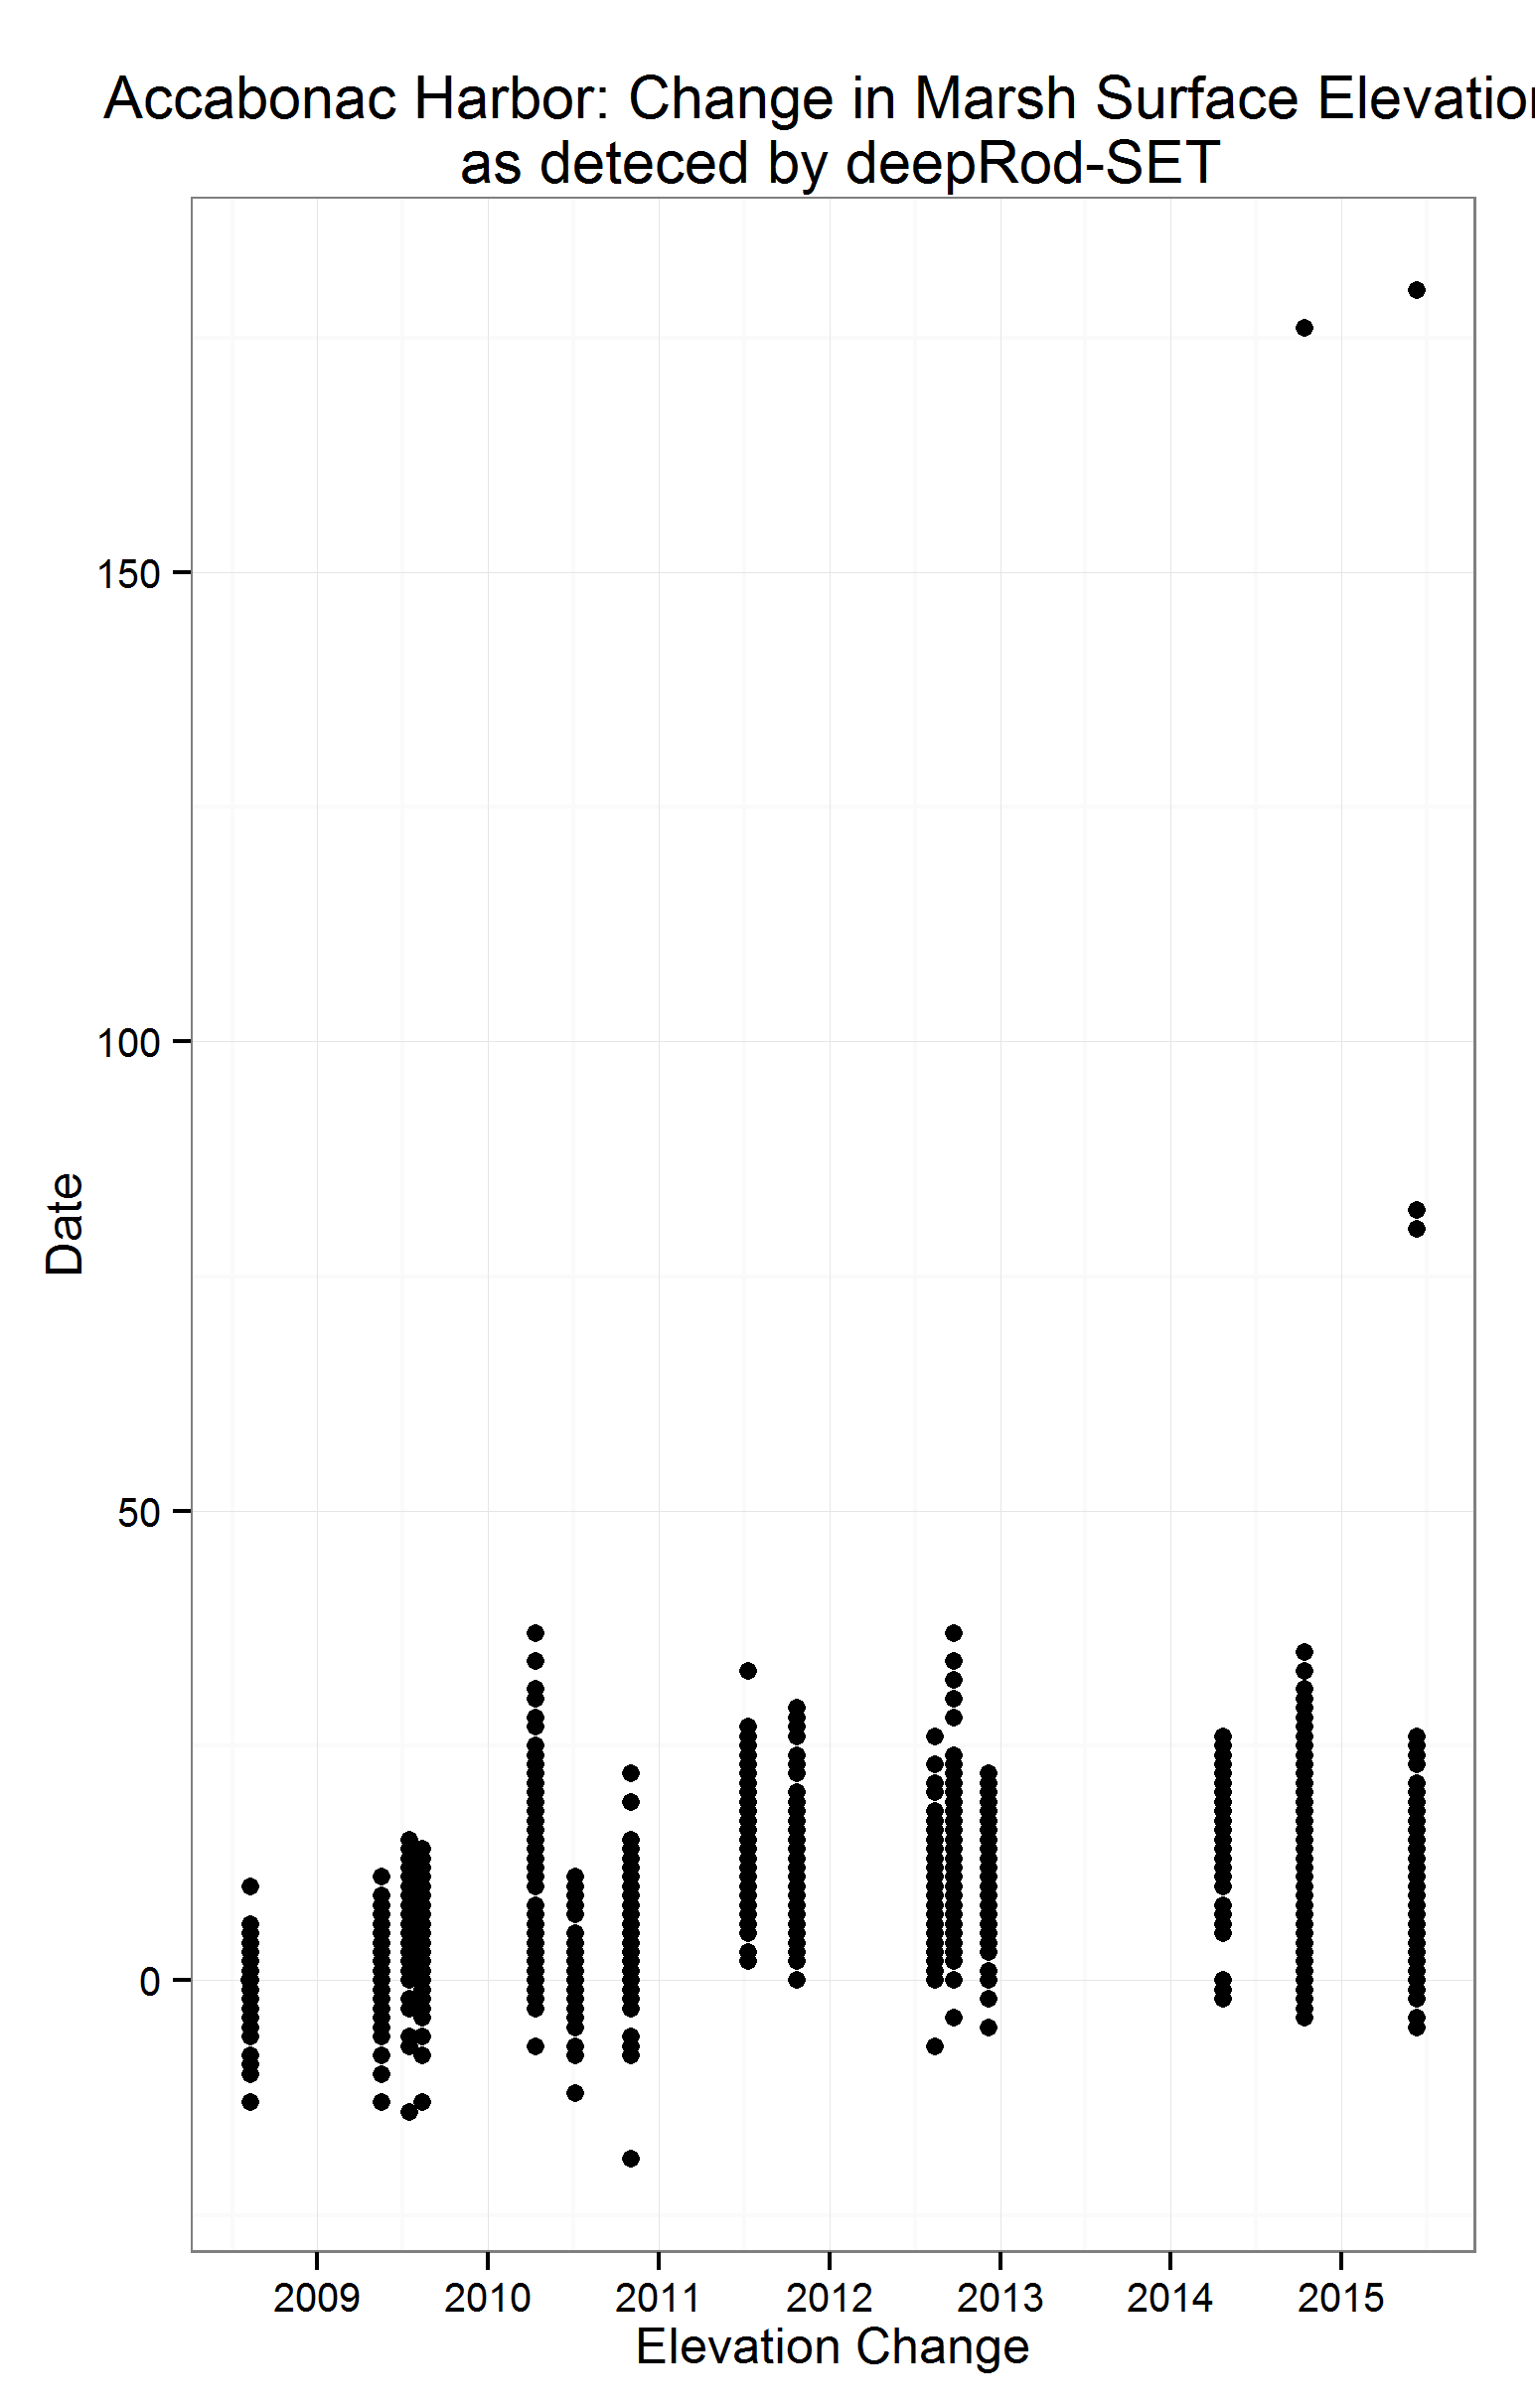 Accabonac Harbor: Change in Marsh Surface Elevation
as deteced by deepRod-SET
150
100
50
0
Date
2009 2010 2011 2012 2013 2014 2015
Elevation Change